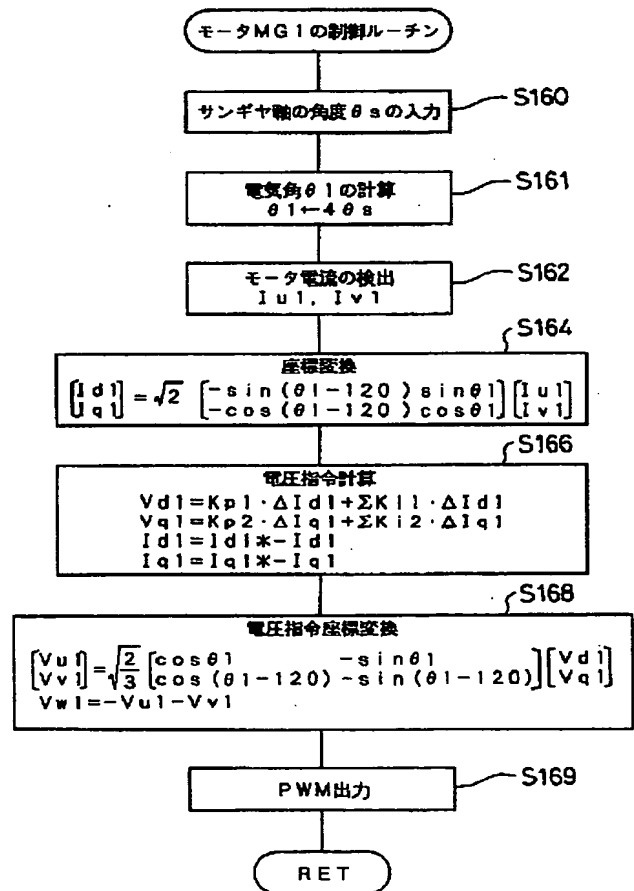 モータMG1の制御ルーチン
サンギヤ軸の角度θsの入力
S160
電気角θ1の計算
θ1←4θs
S161
モータ電流の検出
Iu1, Iv1
S162
S164
座標変換
[Id1] = √2 [-sin(θ1-120) sinθ1] [Iu1]
[Iq1] [-cos(θ1-120) cosθ1] [Iv1]
S166
電圧指令計算
Vd1=Kp1・ΔId1+ΣKi1・ΔId1
Vq1=Kp2・ΔIq1+ΣKi2・ΔIq1
Id1=Id1*-Id1
Iq1=Iq1*-Iq1
S168
電圧指令座標変換
[Vu1] = √2/3 [cosθ1 -sinθ1] [Vd1]
[Vv1] [cos(θ1-120) -sin(θ1-120)] [Vq1]
Vw1=-Vu1-Vv1
PWM出力
S169
RET